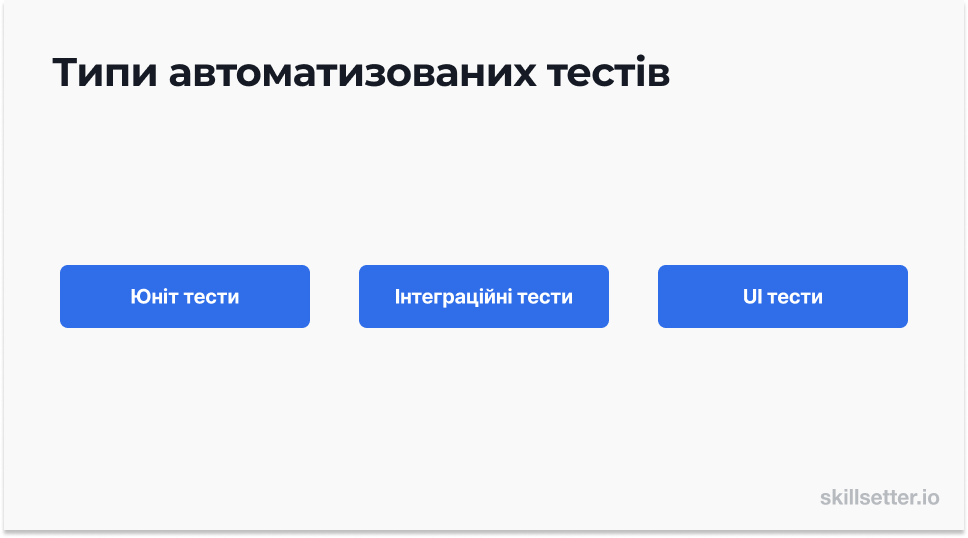 Типи автоматизованих тестів
Юніт тести
Інтеграційні тести
UI тести
skillsetter.io